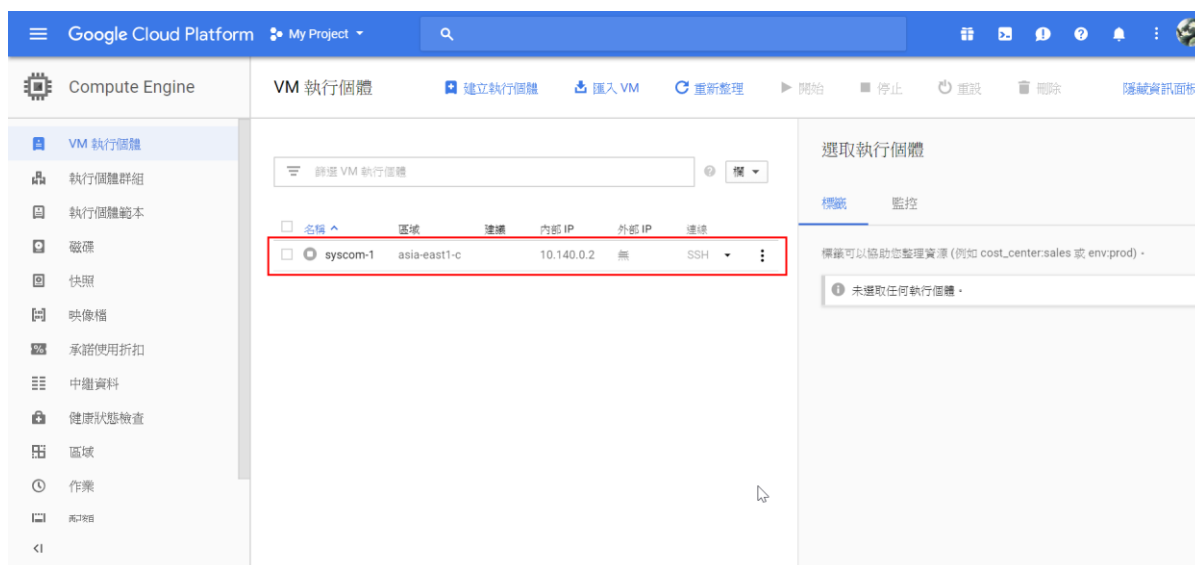 Google Cloud Platform My Project
Compute Engine
VM 執行個體
建立執行個體
匯入 VM
重新整理
開始
停止
重設
刪除
隱藏資訊面板
VM 執行個體
執行個體群組
執行個體範本
磁碟
快照
映像檔
承諾使用折扣
中繼資料
健康狀態檢查
區域
作業
篩選 VM 執行個體
欄
名稱 區域 建議 內部 IP 外部 IP 連線
syscom-1 asia-east1-c 10.140.0.2 無 SSH
選取執行個體
標籤 監控
標籤可以協助您整理資源 (例如 cost_center:sales 或 env:prod)。
未選取任何執行個體。